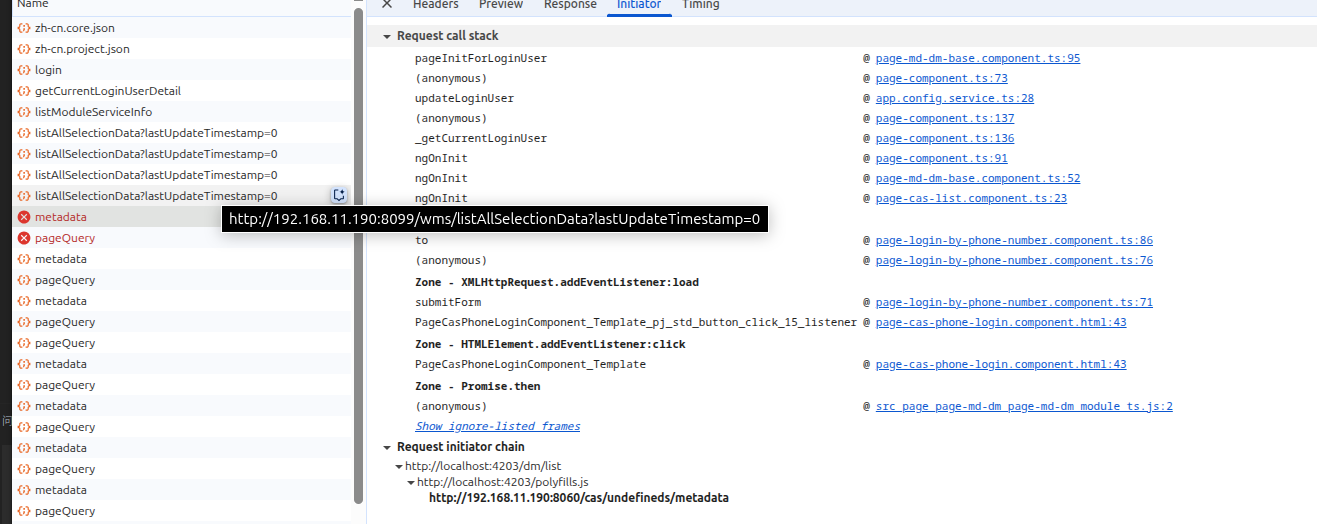 Name
zh-cn.core.json
zh-cn.project.json
login
getCurrentLoginUserDetail
listModuleServiceInfo
listAllSelectionData?lastUpdateTimestamp=0
listAllSelectionData?lastUpdateTimestamp=0
listAllSelectionData?lastUpdateTimestamp=0
listAllSelectionData?lastUpdateTimestamp=0
metadata
pageQuery
metadata
pageQuery
metadata
pageQuery
pageQuery
metadata
pageQuery
metadata
pageQuery
metadata
pageQuery
metadata
pageQuery
问
http://192.168.11.190:8099/wms/listAllSelectionData?lastUpdateTimestamp=0
Headers Preview Response Initiator Timing
Request call stack
pageInitForLoginUser @ page-md-dm-base.component.ts:95
(anonymous) @ page-component.ts:73
updateLoginUser @ app.config.service.ts:28
(anonymous) @ page-component.ts:137
_getCurrentLoginUser @ page-component.ts:136
ngOnInit @ page-component.ts:91
ngOnInit @ page-md-dm-base.component.ts:52
ngOnInit @ page-cas-list.component.ts:23
to @ page-login-by-phone-number.component.ts:86
(anonymous) @ page-login-by-phone-number.component.ts:76
Zone - XMLHttpRequest.addEventListener:load
submitForm @ page-login-by-phone-number.component.ts:71
PageCasPhoneLoginComponent_Template_pj_std_button_click_15_listener @ page-cas-phone-login.component.html:43
Zone - HTMLElement.addEventListener:click
PageCasPhoneLoginComponent_Template @ page-cas-phone-login.component.html:43
Zone - Promise.then
(anonymous) @ src_page_page-md-dm_page-md-dm_module_ts.js:2
Show ignore-listed frames
Request initiator chain
http://localhost:4203/dm/list
http://localhost:4203/polyfills.js
http://192.168.11.190:8060/cas/undefineds/metadata